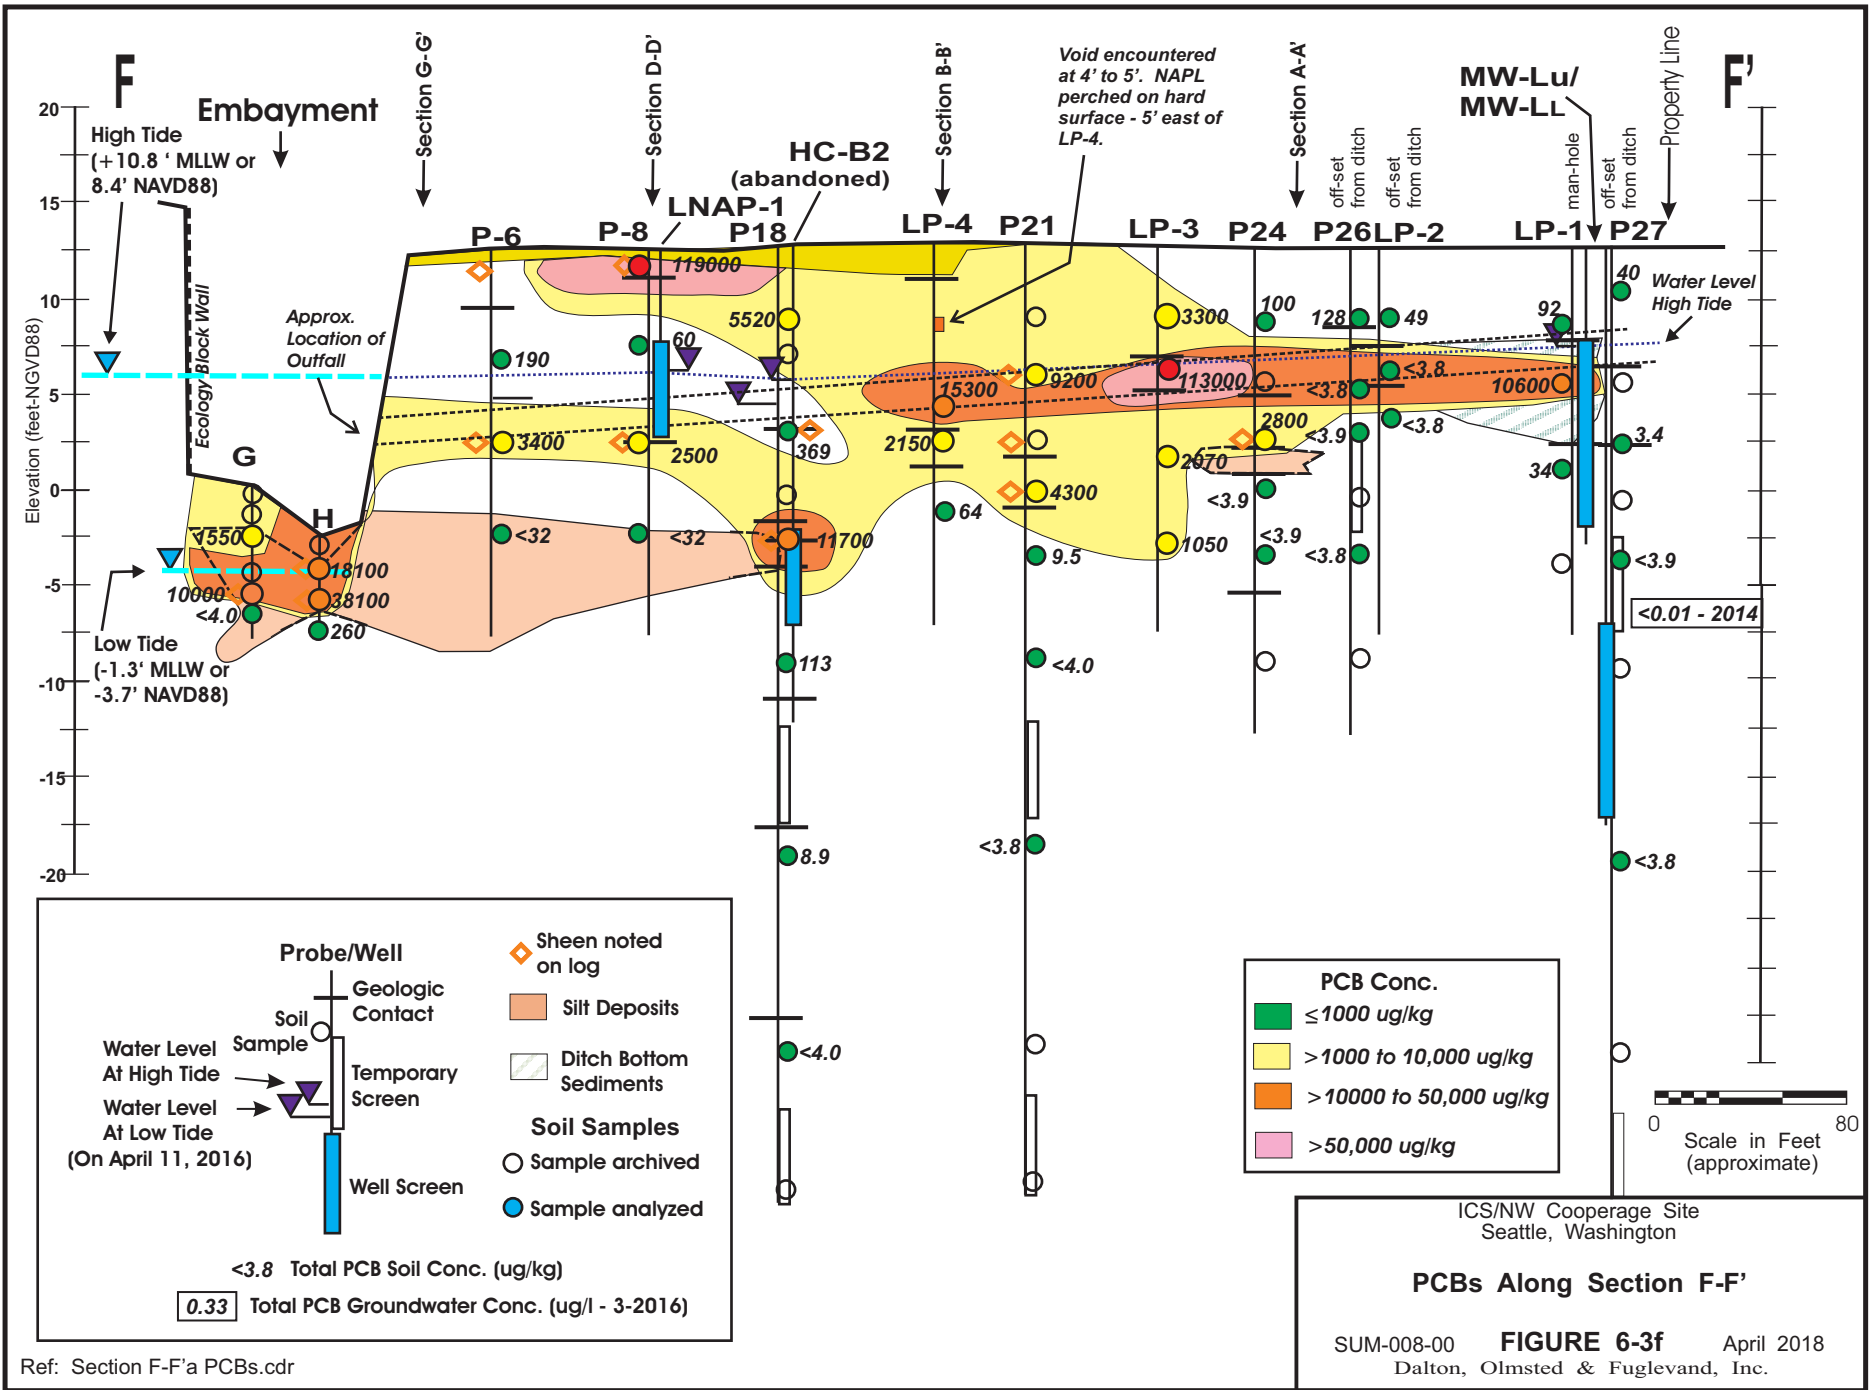 F
F'
Embayment
High Tide
(+10.8 ' MLLW or
8.4' NAVD88)
Section G-G'
Section D-D'
Section B-B'
Section A-A'
Void encountered
at 4' to 5'. NAPL
perched on hard
surface - 5' east of
LP-4.
MW-Lu/
MW-LL
Property Line
HC-B2
(abandoned)
LNAP-1
off-set
from ditch
off-set
from ditch
man-hole
off-set
from ditch
P-6
P-8
P18
LP-4
P21
LP-3
P24
P26
LP-2
LP-1
P27
Water Level
High Tide
Ecology Block Wall
Approx.
Location of
Outfall
Elevation (feet-NGVD88)
20
15
10
5
0
-5
-10
-15
-20
G
H
119000
5520
60
190
3400
2500
369
15300
2150
64
9200
4300
9.5
<4.0
<3.8
3300
113000
2070
1050
100
2800
<3.9
<3.9
128
<3.8
<3.9
<3.8
49
<3.8
<3.8
92
10600
34
40
3.4
<3.9
<0.01 - 2014
<3.8
1550
10000
<4.0
18100
38100
260
<32
<32
11700
113
8.9
<4.0
Low Tide
(-1.3' MLLW or
-3.7' NAVD88)
Probe/Well
Geologic
Contact
Soil
Sample
Water Level
At High Tide
Water Level
At Low Tide
(On April 11, 2016)
Temporary
Screen
Well Screen
Sheen noted
on log
Silt Deposits
Ditch Bottom
Sediments
Soil Samples
Sample archived
Sample analyzed
<3.8 Total PCB Soil Conc. (ug/kg)
0.33 Total PCB Groundwater Conc. (ug/l - 3-2016)
PCB Conc.
≤1000 ug/kg
>1000 to 10,000 ug/kg
>10000 to 50,000 ug/kg
>50,000 ug/kg
0 80
Scale in Feet
(approximate)
ICS/NW Cooperage Site
Seattle, Washington
PCBs Along Section F-F'
SUM-008-00 FIGURE 6-3f April 2018
Dalton, Olmsted & Fuglevand, Inc.
Ref: Section F-F'a PCBs.cdr